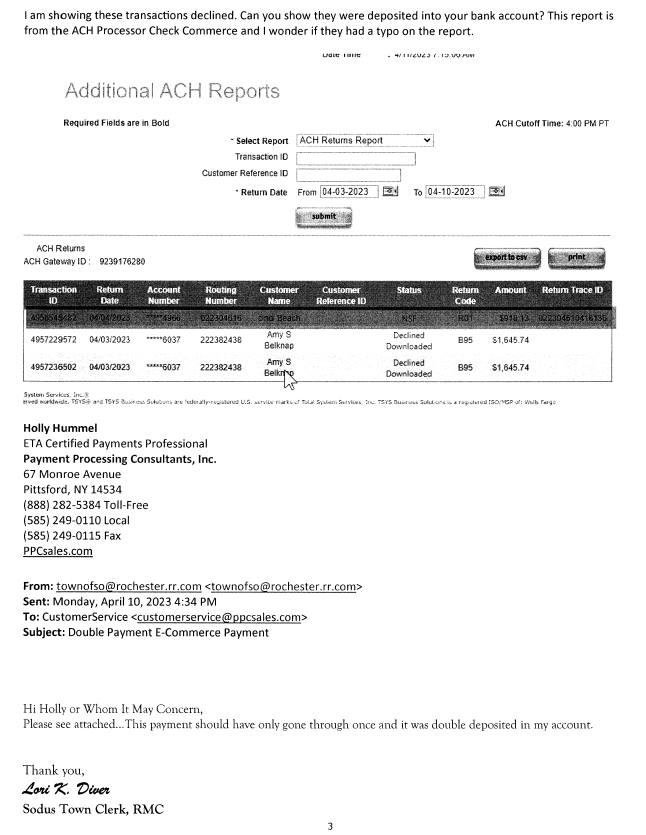 I am showing these transactions declined. Can you show they were deposited into your bank account? This report is
from the ACH Processor Check Commerce and I wonder if they had a typo on the report.
Date Time : 4/11/2023 7:15:06 AM
Additional ACH Reports
Required Fields are in Bold
ACH Cutoff Time: 4:00 PM PT
* Select Report ACH Returns Report
Transaction ID
Customer Reference ID
* Return Date From 04-03-2023 To 04-10-2023
submit
ACH Returns
ACH Gateway ID : 9239176280
export to csv print
Transaction ID Return Date Account Number Routing Number Customer Name Customer Reference ID Status Return Code Amount Return Trace ID
04/04/2023 NSF R01
4957229572 04/03/2023 *****6037 222382438 Amy S Belknap Declined Downloaded B95 $1,645.74
4957236502 04/03/2023 *****6037 222382438 Amy S Belknap Declined Downloaded B95 $1,645.74
System Services, Inc.®
erved worldwide. TSYS® and TSYS Business Solutions are federally-registered U.S. service marks of Total System Services, Inc. TSYS Business Solutions is a registered ISO/MSP of: Wells Fargo
Holly Hummel
ETA Certified Payments Professional
Payment Processing Consultants, Inc.
67 Monroe Avenue
Pittsford, NY 14534
(888) 282-5384 Toll-Free
(585) 249-0110 Local
(585) 249-0115 Fax
PPCsales.com
From: townofso@rochester.rr.com <townofso@rochester.rr.com>
Sent: Monday, April 10, 2023 4:34 PM
To: CustomerService <customerservice@ppcsales.com>
Subject: Double Payment E-Commerce Payment
Hi Holly or Whom It May Concern,
Please see attached...This payment should have only gone through once and it was double deposited in my account.
Thank you,
Lori K. Diver
Sodus Town Clerk, RMC
3